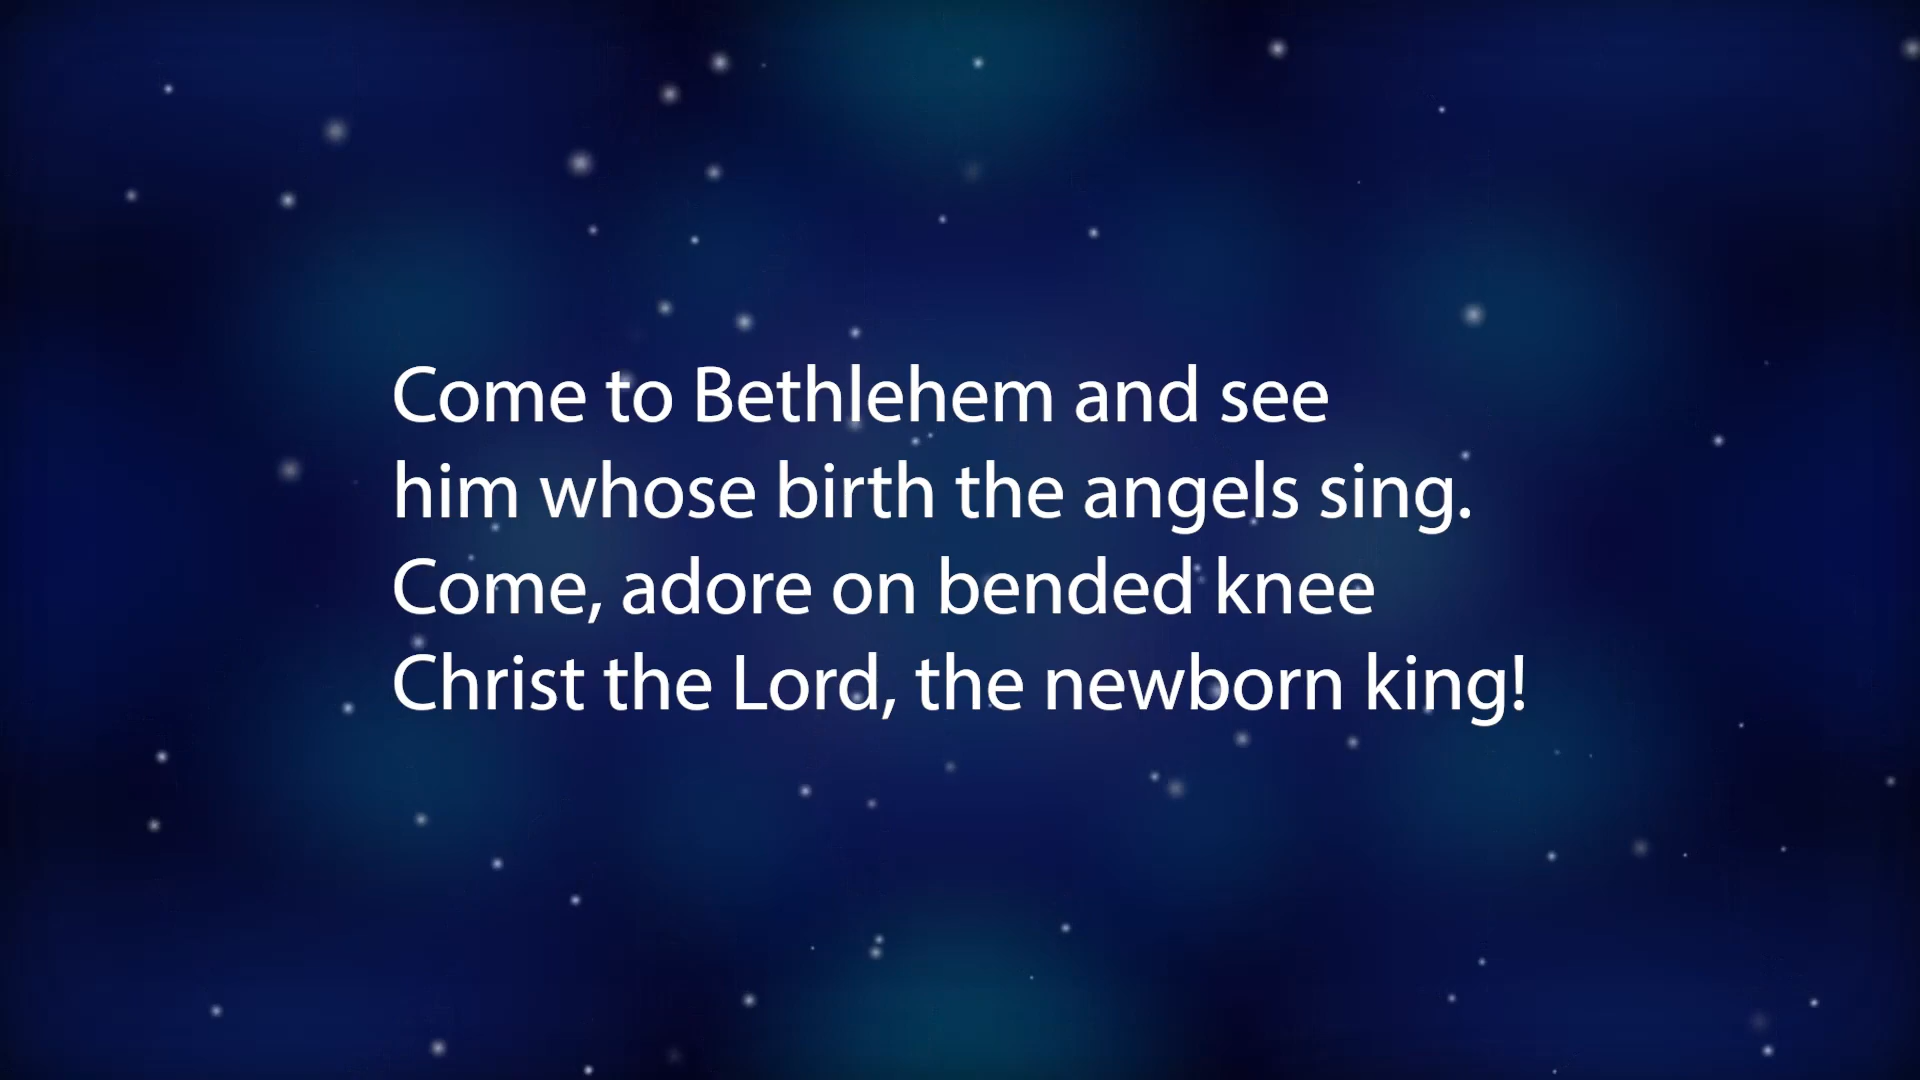 Come to Bethlehem and see
him whose birth the angels sing.
Come, adore on bended knee
Christ the Lord, the newborn king!